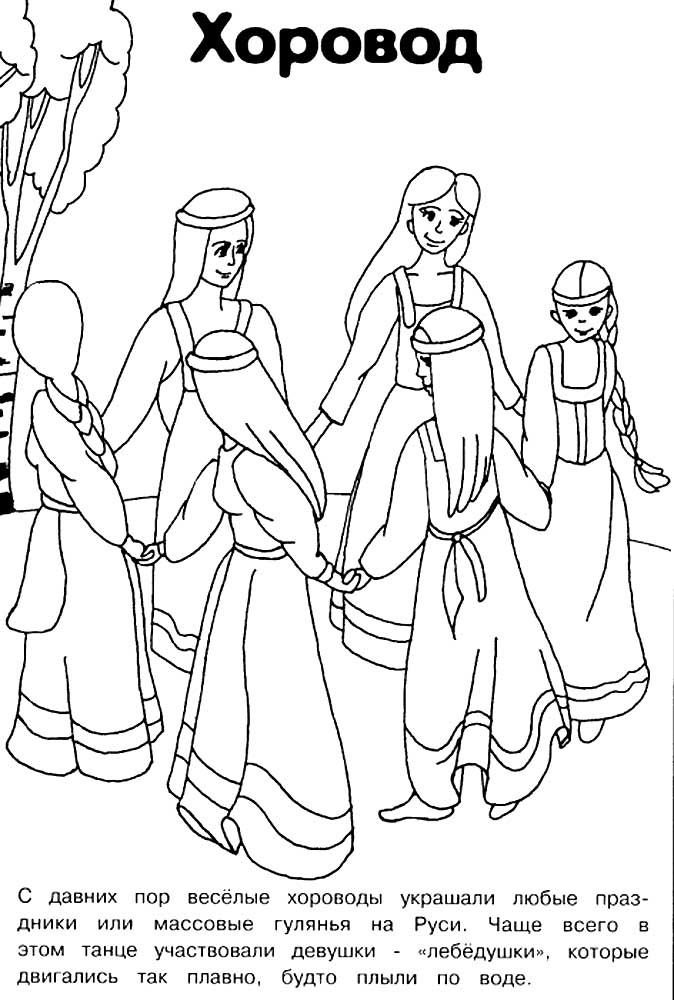 Хоровод
С давних пор весёлые хороводы украшали любые праз-
дники или массовые гулянья на Руси. Чаще всего в
этом танце участвовали девушки - «лебёдушки», которые
двигались так плавно, будто плыли по воде.